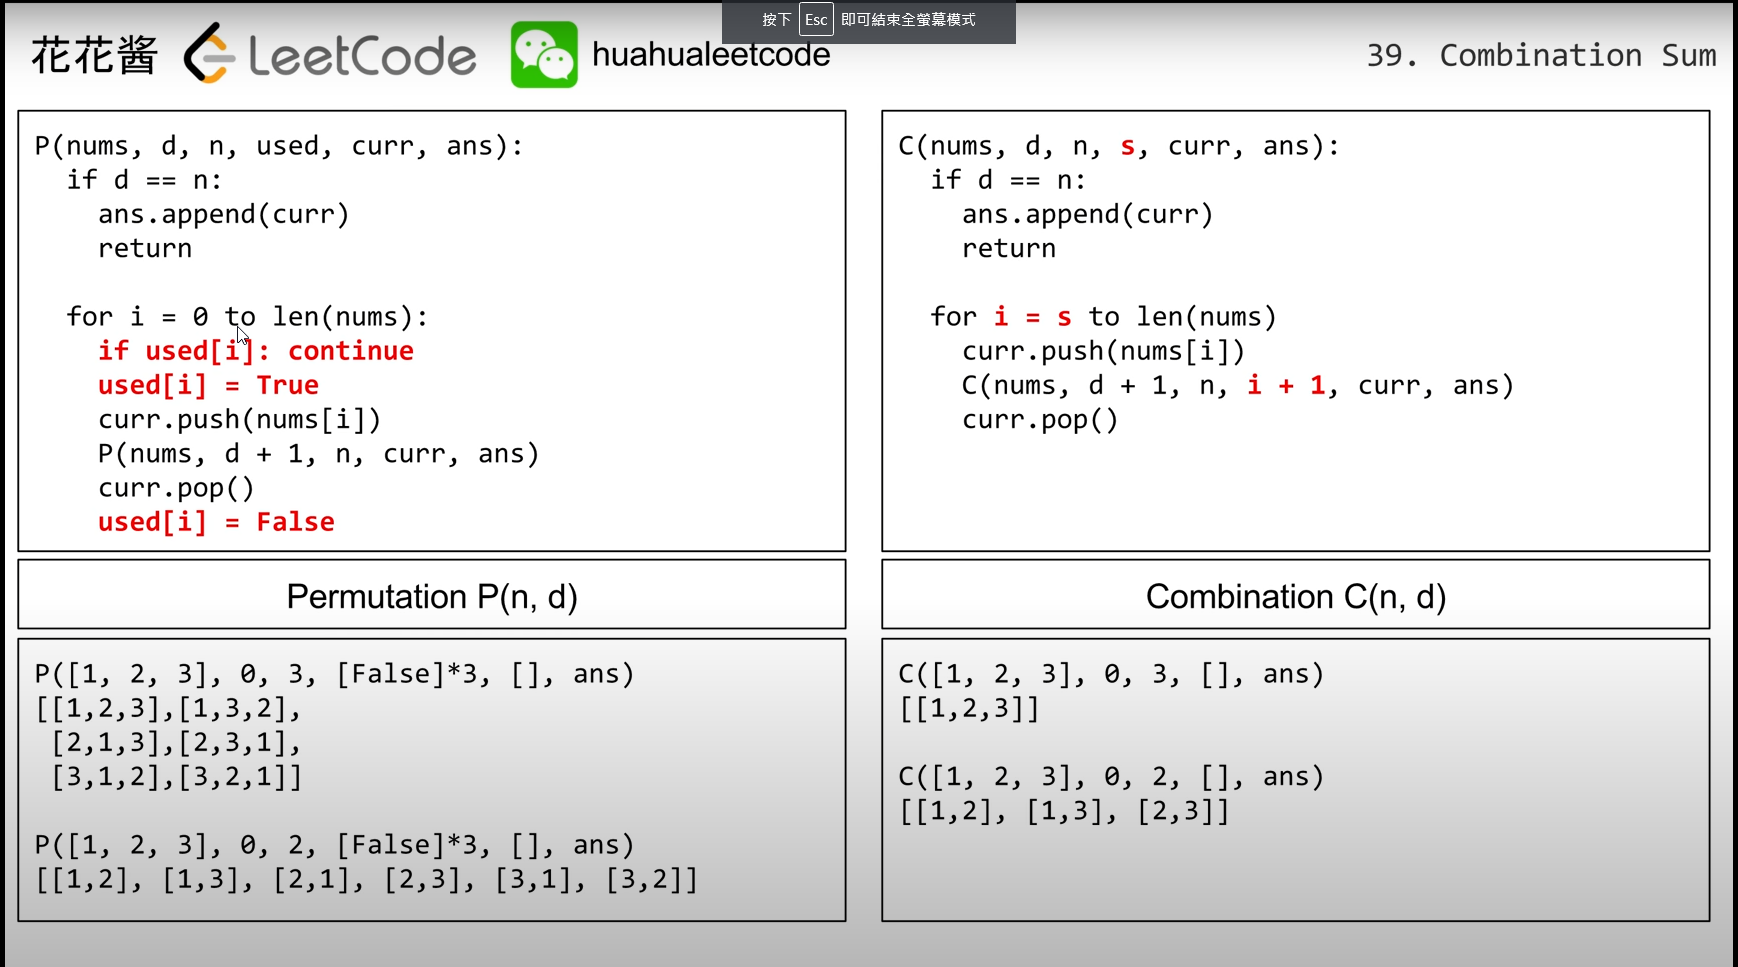 按下 Esc 即可結束全螢幕模式
花花酱 LeetCode huahualeetcode 39. Combination Sum
P(nums, d, n, used, curr, ans):
if d == n:
ans.append(curr)
return
for i = 0 to len(nums):
if used[i]: continue
used[i] = True
curr.push(nums[i])
P(nums, d + 1, n, curr, ans)
curr.pop()
used[i] = False
Permutation P(n, d)
P([1, 2, 3], 0, 3, [False]*3, [], ans)
[[1,2,3],[1,3,2],
[2,1,3],[2,3,1],
[3,1,2],[3,2,1]]
P([1, 2, 3], 0, 2, [False]*3, [], ans)
[[1,2], [1,3], [2,1], [2,3], [3,1], [3,2]]
C(nums, d, n, s, curr, ans):
if d == n:
ans.append(curr)
return
for i = s to len(nums)
curr.push(nums[i])
C(nums, d + 1, n, i + 1, curr, ans)
curr.pop()
Combination C(n, d)
C([1, 2, 3], 0, 3, [], ans)
[[1,2,3]]
C([1, 2, 3], 0, 2, [], ans)
[[1,2], [1,3], [2,3]]